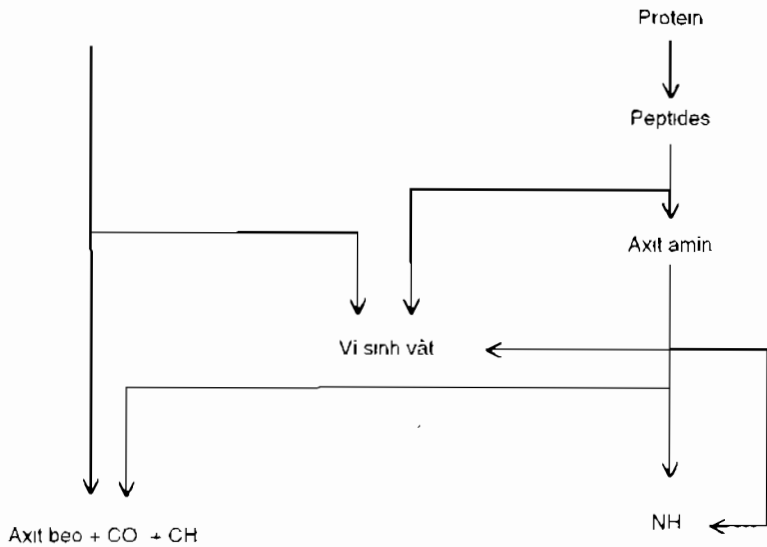 Protein
Peptides
Axit amin
Vi sinh vật
NH
Axit beo + CO + CH